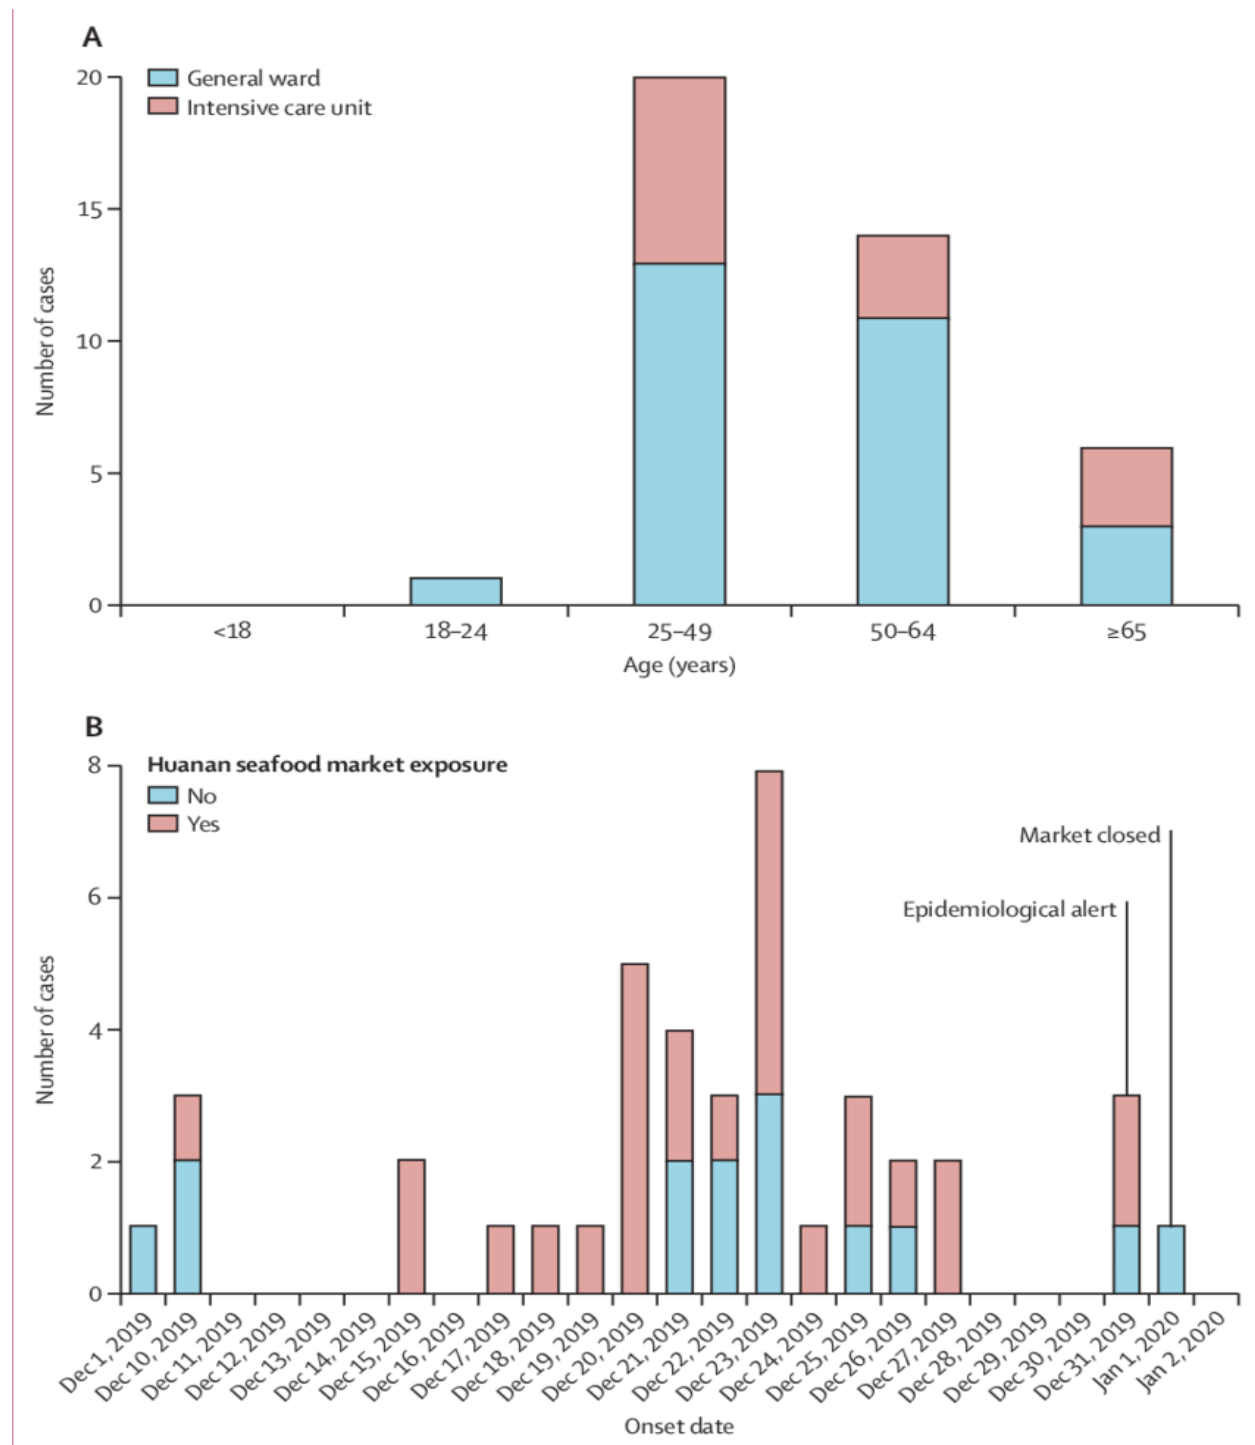 A
20
General ward
Intensive care unit
15
10
5
0
Number of cases
<18 18–24 25–49 50–64 ≥65
Age (years)
B
8
Huanan seafood market exposure
No
Yes
Market closed
6
Epidemiological alert
4
2
0
Number of cases
Dec 1, 2019
Dec 10, 2019
Dec 11, 2019
Dec 12, 2019
Dec 13, 2019
Dec 14, 2019
Dec 15, 2019
Dec 16, 2019
Dec 17, 2019
Dec 18, 2019
Dec 19, 2019
Dec 20, 2019
Dec 21, 2019
Dec 22, 2019
Dec 23, 2019
Dec 24, 2019
Dec 25, 2019
Dec 26, 2019
Dec 27, 2019
Dec 28, 2019
Dec 29, 2019
Dec 30, 2019
Dec 31, 2019
Jan 1, 2020
Jan 2, 2020
Onset date